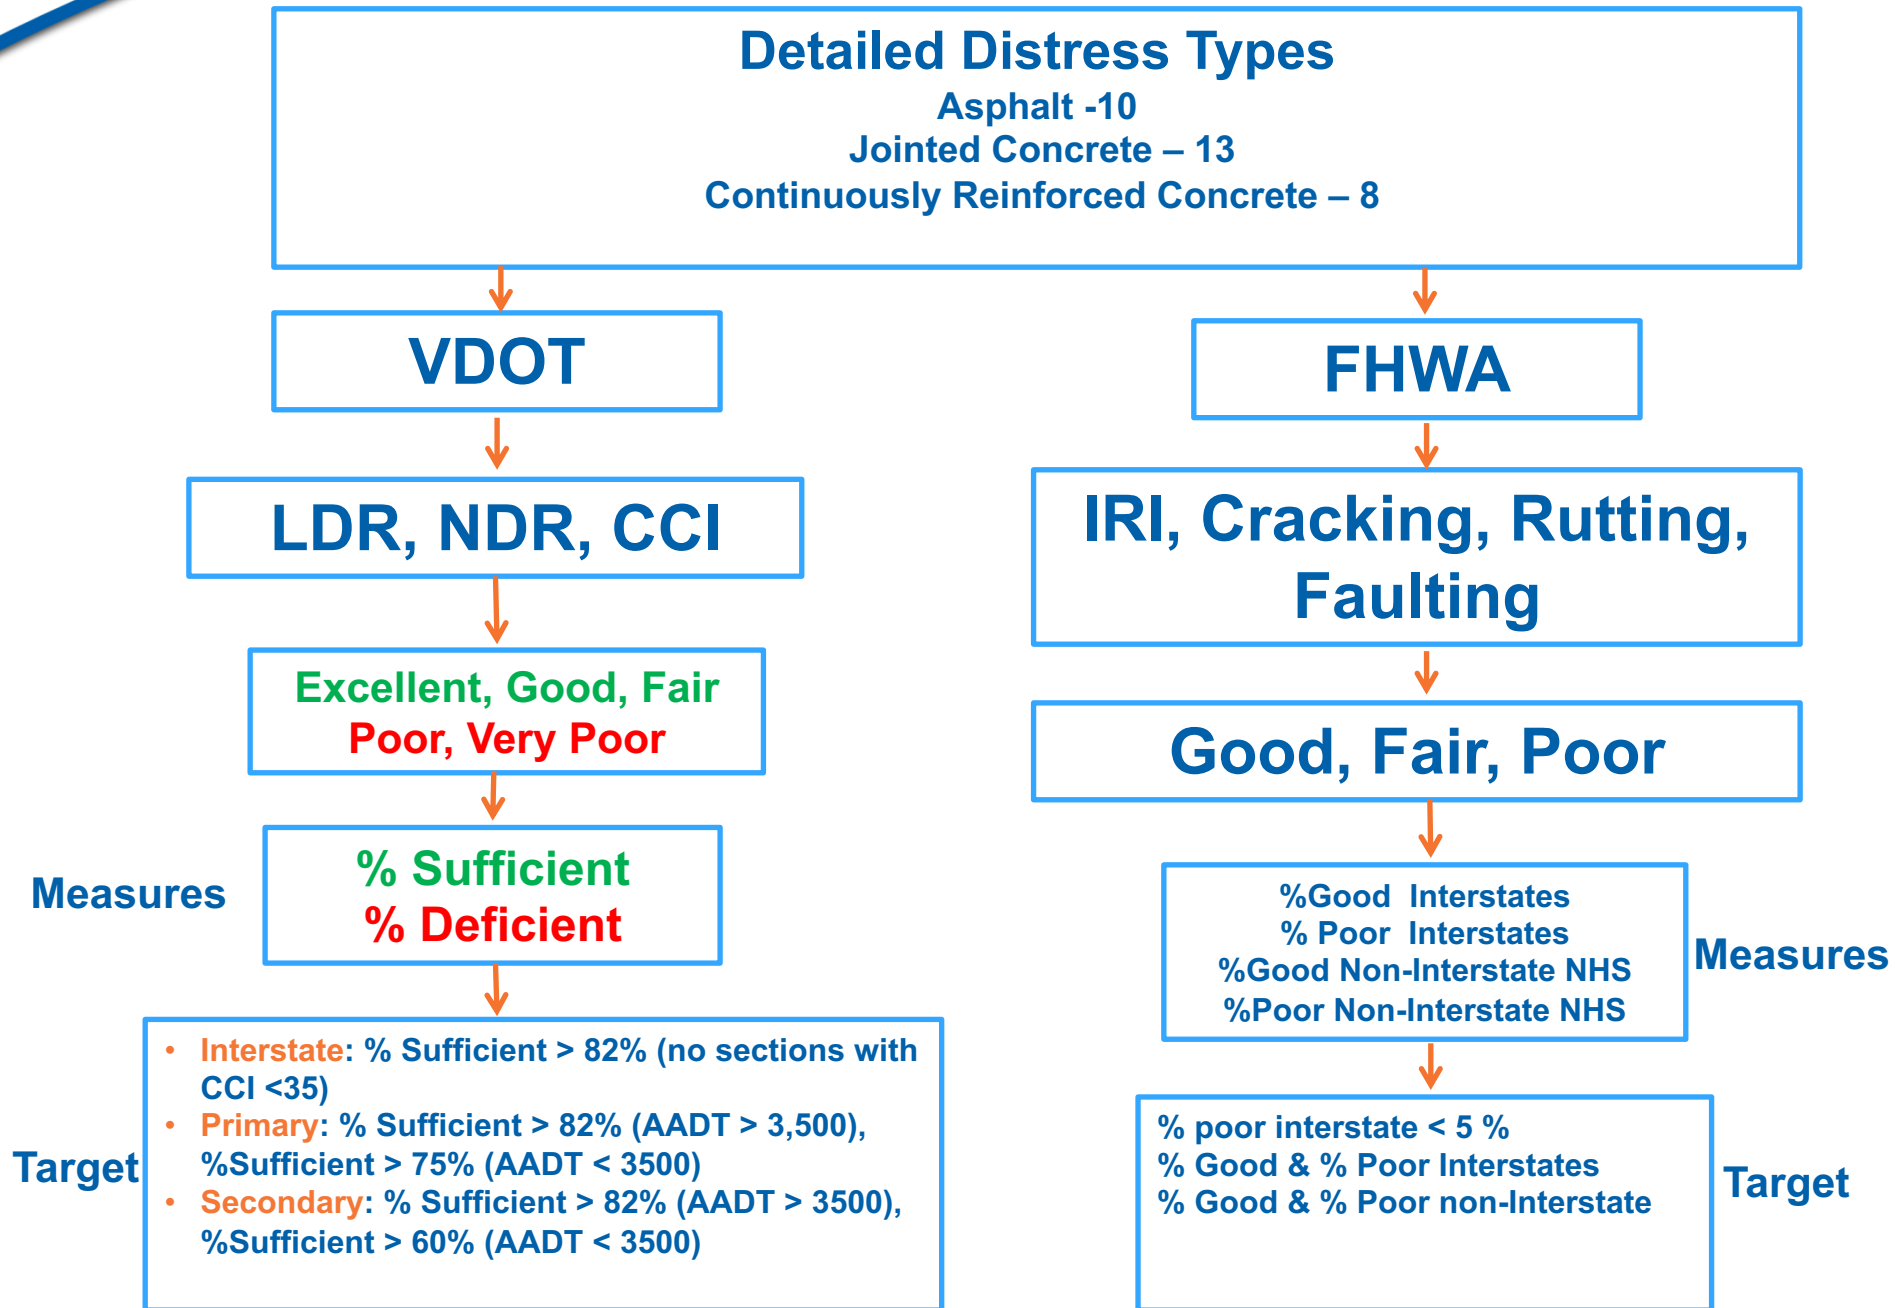 Detailed Distress Types
Asphalt -10
Jointed Concrete – 13
Continuously Reinforced Concrete – 8
VDOT
LDR, NDR, CCI
Excellent, Good, Fair
Poor, Very Poor
Measures
% Sufficient
% Deficient
Target
• Interstate: % Sufficient > 82% (no sections with
CCI <35)
• Primary: % Sufficient > 82% (AADT > 3,500),
%Sufficient > 75% (AADT < 3500)
• Secondary: % Sufficient > 82% (AADT > 3500),
%Sufficient > 60% (AADT < 3500)
FHWA
IRI, Cracking, Rutting,
Faulting
Good, Fair, Poor
%Good Interstates
% Poor Interstates
%Good Non-Interstate NHS
%Poor Non-Interstate NHS
Measures
% poor interstate < 5 %
% Good & % Poor Interstates
% Good & % Poor non-Interstate
Target